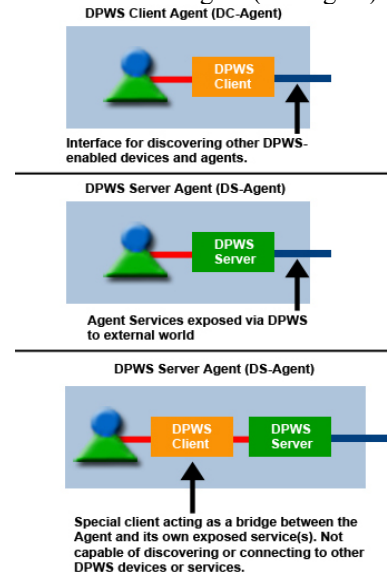 DPWS Client Agent (DC-Agent)
DPWS
Client
Interface for discovering other DPWS-
enabled devices and agents.
DPWS Server Agent (DS-Agent)
DPWS
Server
Agent Services exposed via DPWS
to external world
DPWS Server Agent (DS-Agent)
DPWS
Client
DPWS
Server
Special client acting as a bridge between the
Agent and its own exposed service(s). Not
capable of discovering or connecting to other
DPWS devices or services.